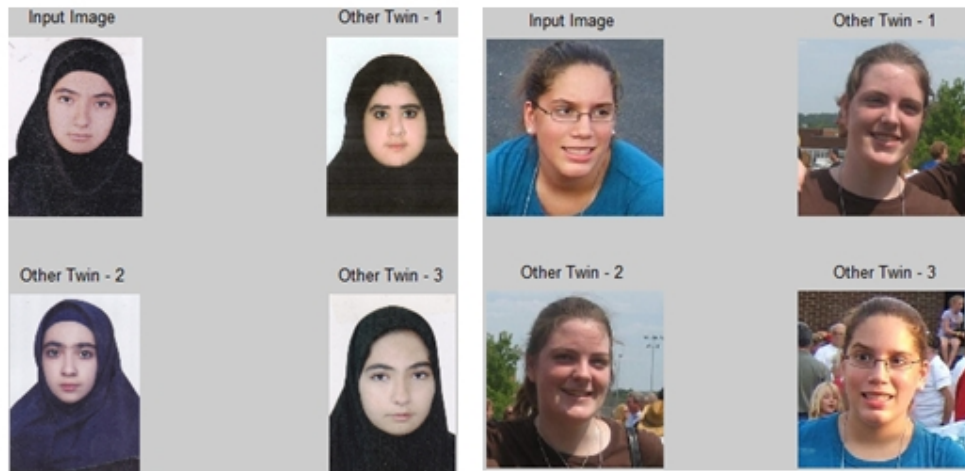 Input Image
Other Twin - 1
Other Twin - 2
Other Twin - 3
Input Image
Other Twin - 1
Other Twin - 2
Other Twin - 3